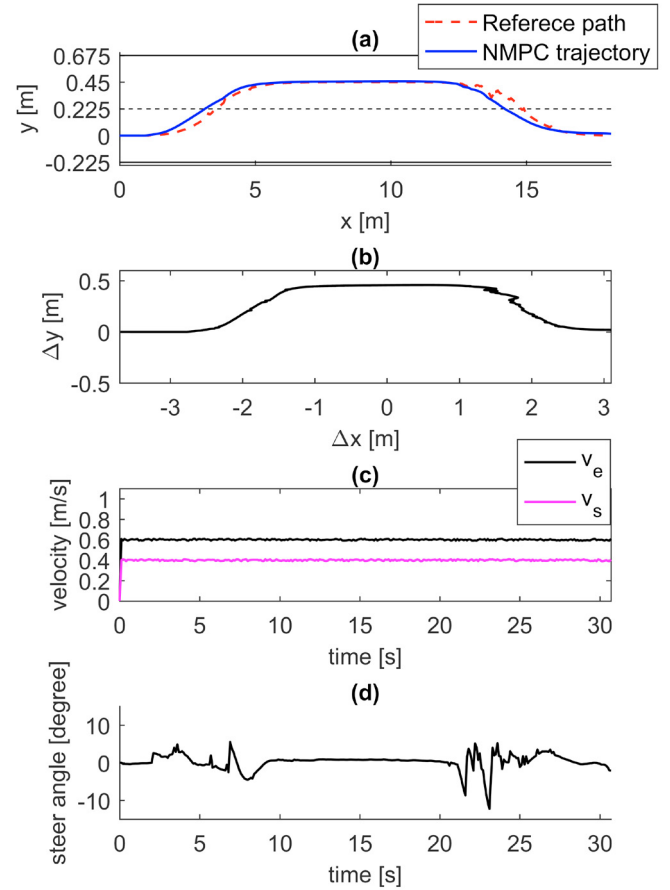 (a)
Referece path
NMPC trajectory
0.675
0.45
0.225
0
-0.225
y [m]
0 5 10 15
x [m]
(b)
0.5
0
-0.5
Δy [m]
-3 -2 -1 0 1 2 3
Δx [m]
(c)
v_e
v_s
1
0.8
0.6
0.4
0.2
0
velocity [m/s]
0 5 10 15 20 25 30
time [s]
(d)
10
0
-10
steer angle [degree]
0 5 10 15 20 25 30
time [s]